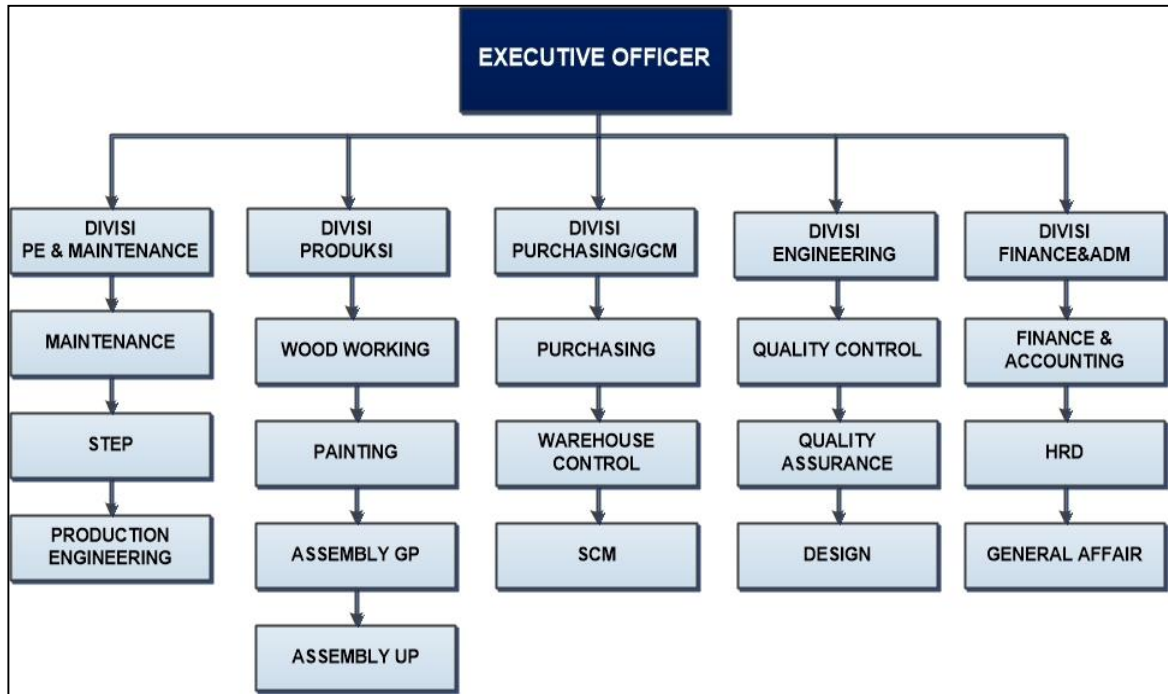 EXECUTIVE OFFICER
DIVISI
PE & MAINTENANCE
MAINTENANCE
STEP
PRODUCTION
ENGINEERING
DIVISI
PRODUKSI
WOOD WORKING
PAINTING
ASSEMBLY GP
ASSEMBLY UP
DIVISI
PURCHASING/GCM
PURCHASING
WAREHOUSE
CONTROL
SCM
DIVISI
ENGINEERING
QUALITY CONTROL
QUALITY
ASSURANCE
DESIGN
DIVISI
FINANCE&ADM
FINANCE &
ACCOUNTING
HRD
GENERAL AFFAIR